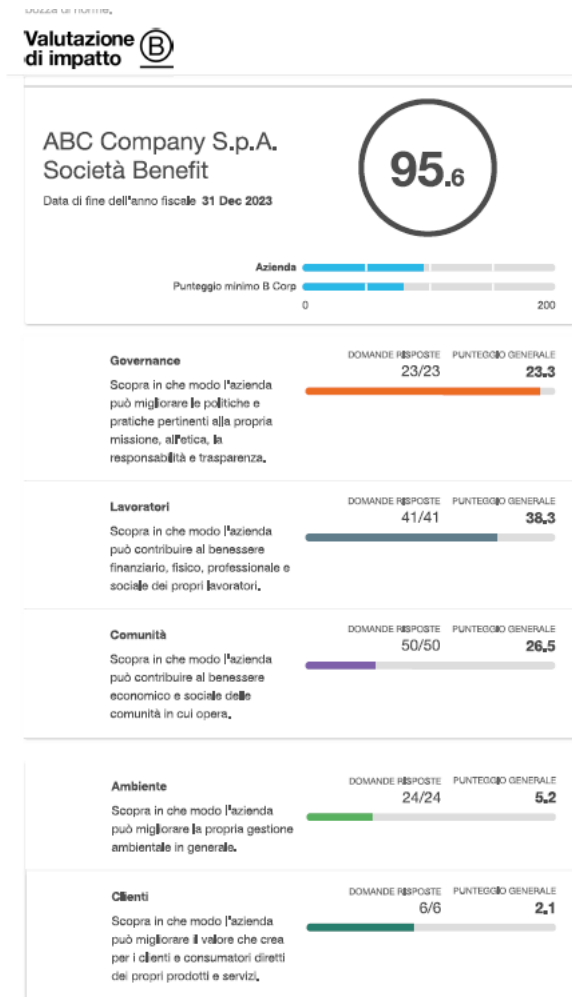 Bozza di norme.
Valutazione
di impatto B
ABC Company S.p.A.
Società Benefit
Data di fine dell'anno fiscale 31 Dec 2023
95.6
Azienda
Punteggio minimo B Corp
0 200
Governance
DOMANDE RISPOSTE PUNTEGGIO GENERALE
23/23 23.3
Scopra in che modo l'azienda
può migliorare le politiche e
pratiche pertinenti alla propria
missione, all'etica, la
responsabilità e trasparenza.
Lavoratori
DOMANDE RISPOSTE PUNTEGGIO GENERALE
41/41 38.3
Scopra in che modo l'azienda
può contribuire al benessere
finanziario, fisico, professionale e
sociale dei propri lavoratori.
Comunità
DOMANDE RISPOSTE PUNTEGGIO GENERALE
50/50 26.5
Scopra in che modo l'azienda
può contribuire al benessere
economico e sociale delle
comunità in cui opera.
Ambiente
DOMANDE RISPOSTE PUNTEGGIO GENERALE
24/24 5.2
Scopra in che modo l'azienda
può migliorare la propria gestione
ambientale in generale.
Clienti
DOMANDE RISPOSTE PUNTEGGIO GENERALE
6/6 2.1
Scopra in che modo l'azienda
può migliorare il valore che crea
per i clienti e consumatori diretti
dei propri prodotti e servizi.